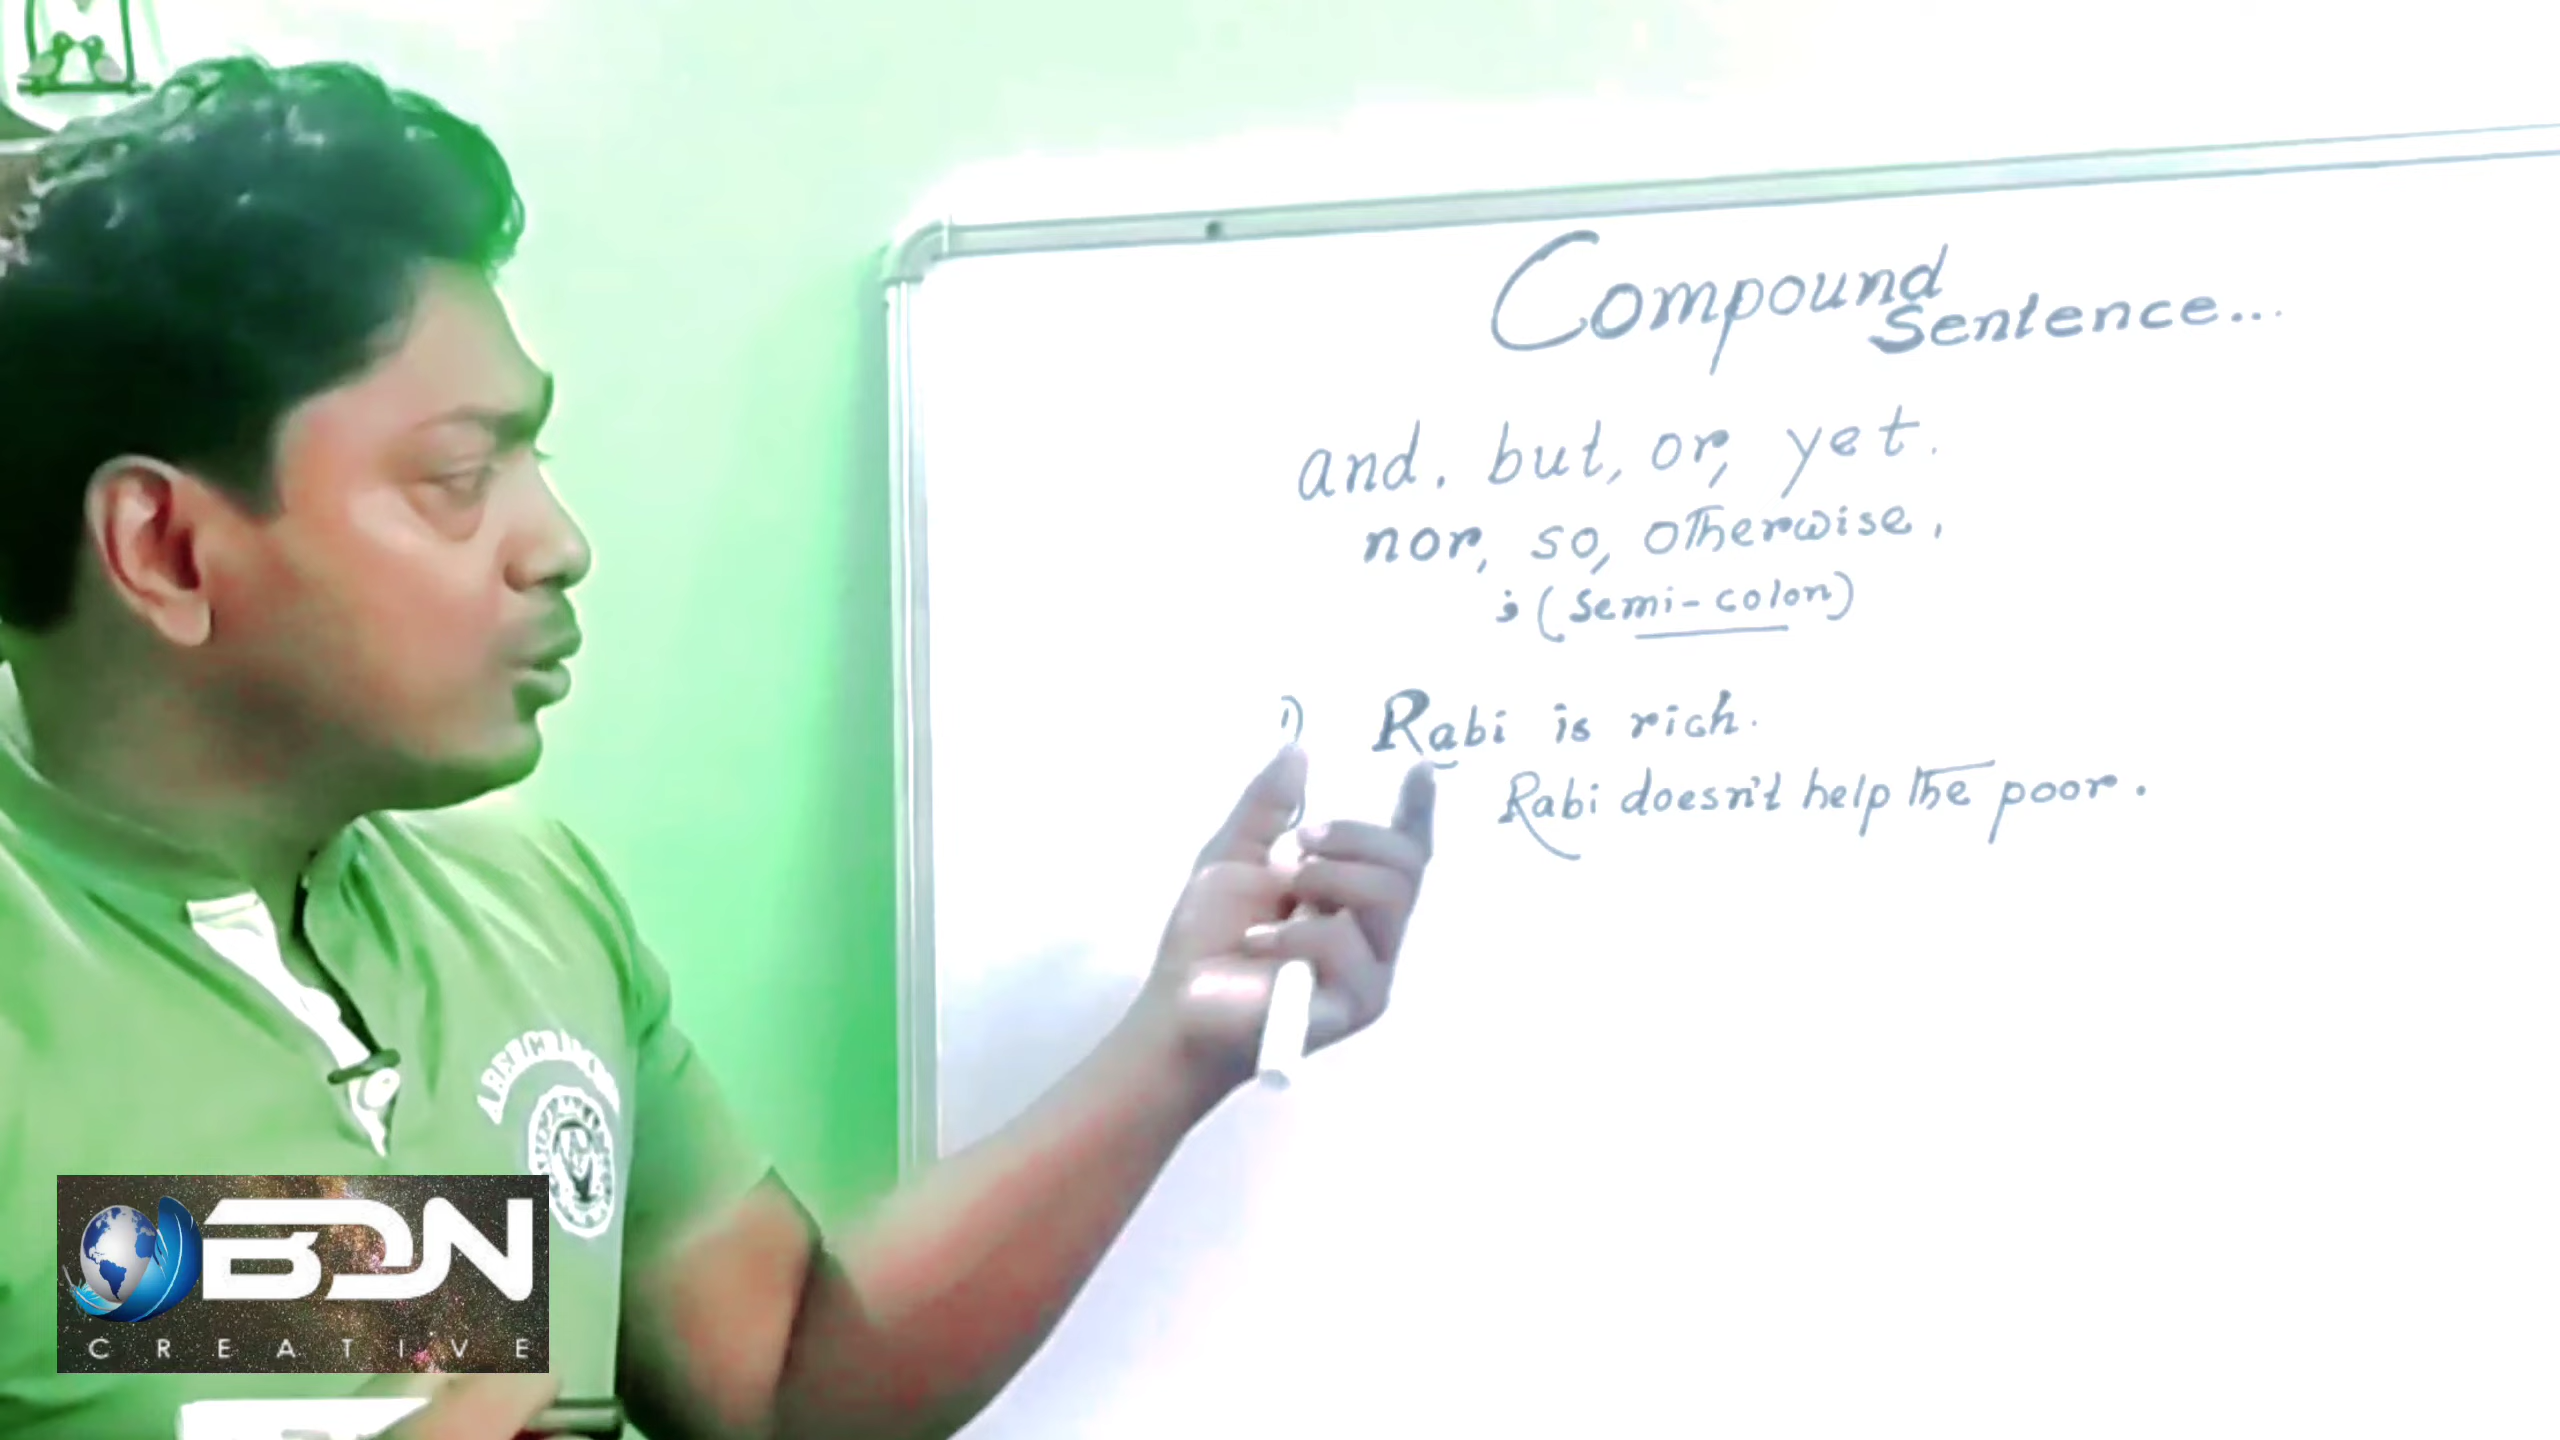 Compound
Sentence...
and. but, or, yet.
nor, so, otherwise,
; (Semi-colon)
1) Rabi is rich.
Rabi doesn't help the poor.
BDN
CREATIVE